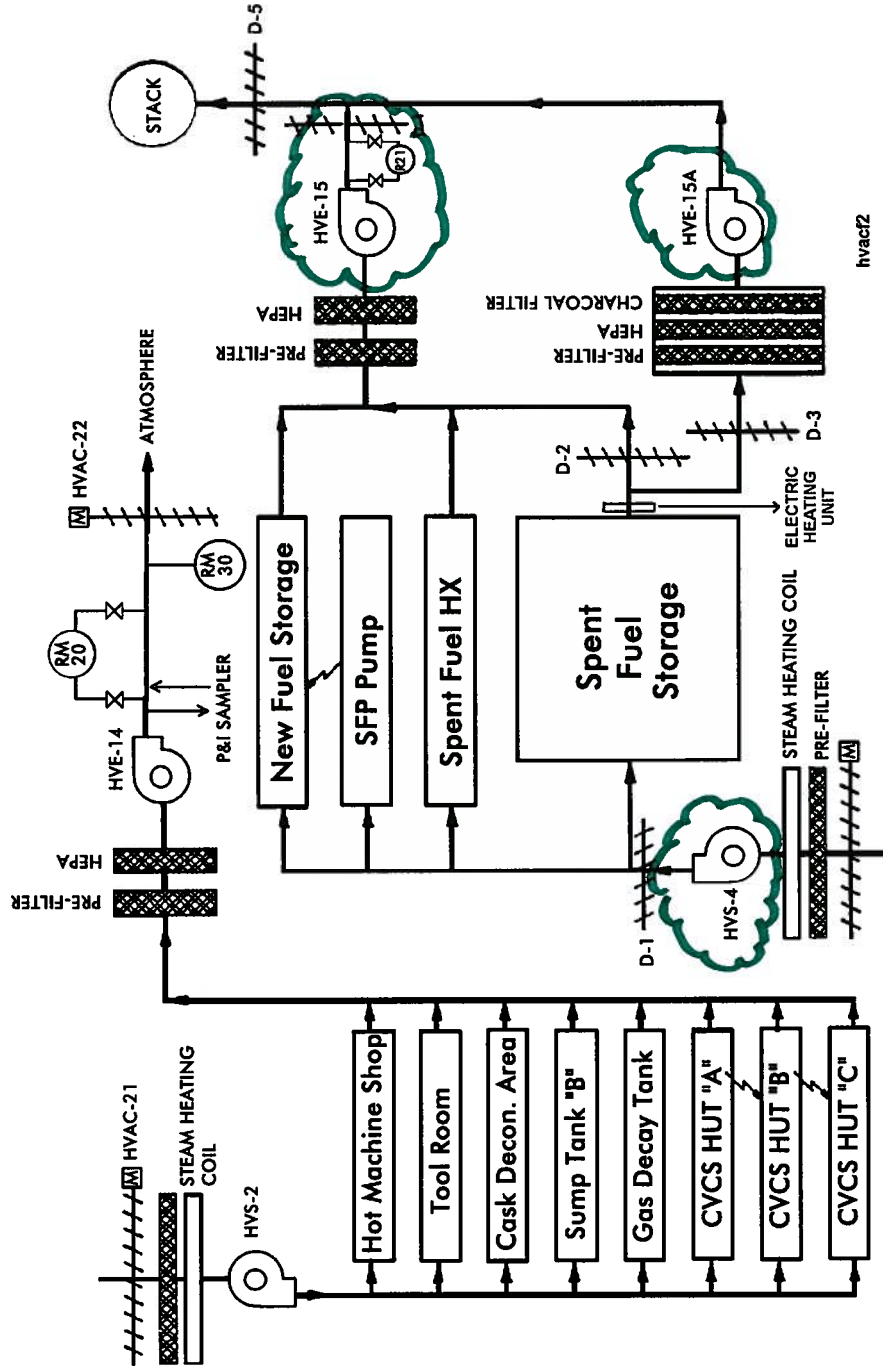 HVAC-21
M
STEAM HEATING
COIL
HVS-2
Hot Machine Shop
Tool Room
Cask Decon. Area
Sump Tank "B"
Gas Decay Tank
CVCS HUT "A"
CVCS HUT "B"
CVCS HUT "C"
PRE-FILTER
HEPA
HVE-14
P&I SAMPLER
RM
20
RM
30
M
HVAC-22
ATMOSPHERE
New Fuel Storage
SFP Pump
Spent Fuel HX
Spent
Fuel
Storage
D-1
HVS-4
STEAM HEATING COIL
PRE-FILTER
M
ELECTRIC
HEATING
UNIT
D-2
D-3
PRE-FILTER
HEPA
HVE-15
R21
STACK
D-5
PRE-FILTER
HEPA
CHARCOAL FILTER
HVE-15A
hvacf2